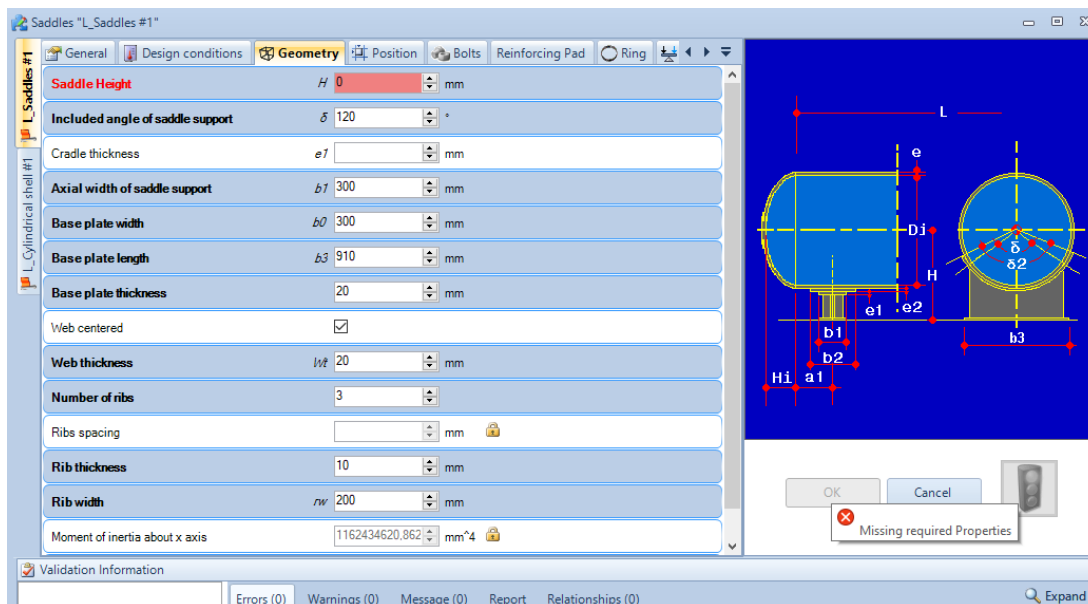 Saddles "L_Saddles #1"
L_Saddles #1
L_Cylindrical shell #1
General Design conditions Geometry Position Bolts Reinforcing Pad Ring
Saddle Height H 0 mm
Included angle of saddle support δ 120 °
Cradle thickness e1 mm
Axial width of saddle support b1 300 mm
Base plate width b0 300 mm
Base plate length b3 910 mm
Base plate thickness 20 mm
Web centered
Web thickness Wt 20 mm
Number of ribs 3
Ribs spacing mm
Rib thickness 10 mm
Rib width rw 200 mm
Moment of inertia about x axis 1162434620,862 mm^4
L
e
Di
δ
δ2
H
e1 e2
b1
b3
b2
Hi a1
OK Cancel
Missing required Properties
Validation Information
Errors (0) Warnings (0) Message (0) Report Relationships (0) Expand